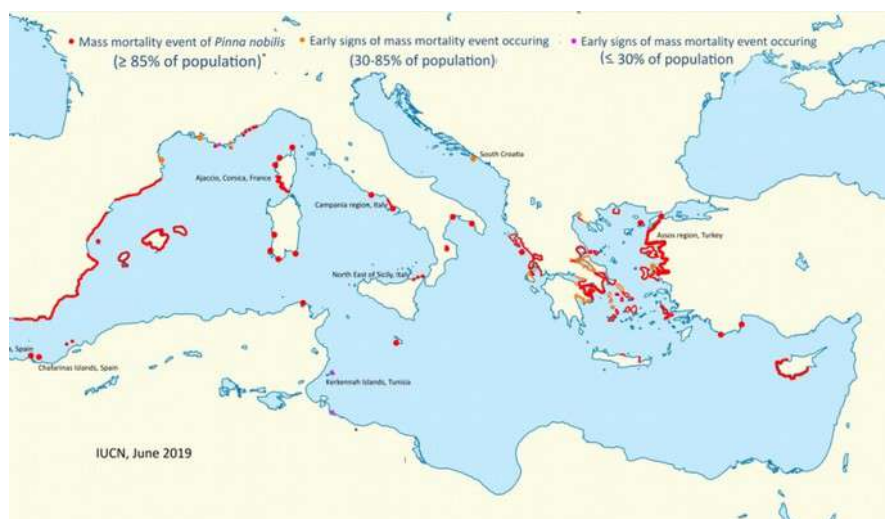 Mass mortality event of Pinna nobilis
(≥ 85% of population)*
Early signs of mass mortality event occuring
(30-85% of population)
Early signs of mass mortality event occuring
(≤ 30% of population
South Croatia
Ajaccio, Corsica, France
Campania region, Italy
Assos region, Turkey
North East of Sicily, Italy
, Spain
Chafarinas Islands, Spain
Kerkennah Islands, Tunisia
IUCN, June 2019